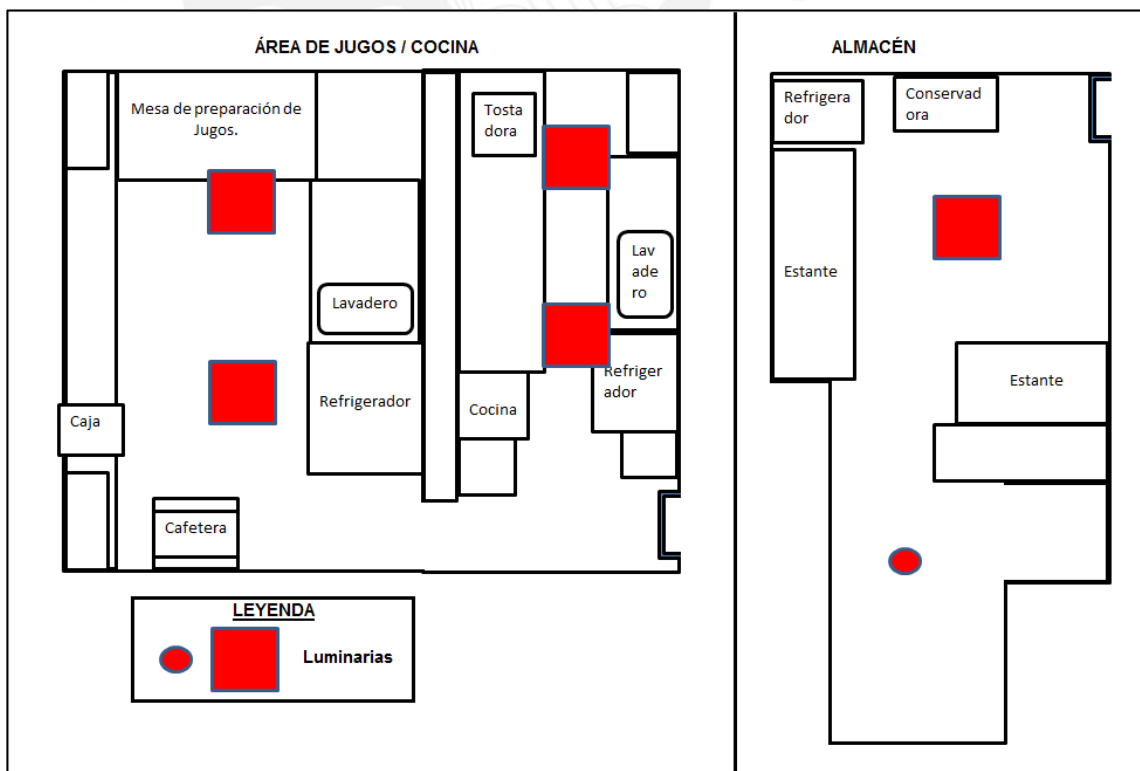 ÁREA DE JUGOS / COCINA
Mesa de preparación de
Jugos.
Tosta
dora
Lavadero
Lav
ade
ro
Refrigerador
Refriger
ador
Caja
Cocina
Cafetera
ALMACÉN
Refrigera
dor
Conservad
ora
Estante
Estante
LEYENDA
Luminarias